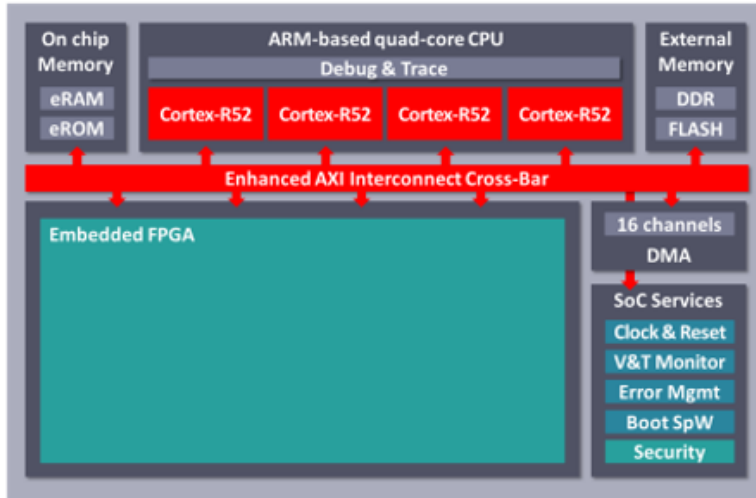 On chip
Memory
eRAM
eROM
ARM-based quad-core CPU
Debug & Trace
Cortex-R52
Cortex-R52
Cortex-R52
Cortex-R52
External
Memory
DDR
FLASH
Enhanced AXI Interconnect Cross-Bar
Embedded FPGA
16 channels
DMA
SoC Services
Clock & Reset
V&T Monitor
Error Mgmt
Boot SpW
Security